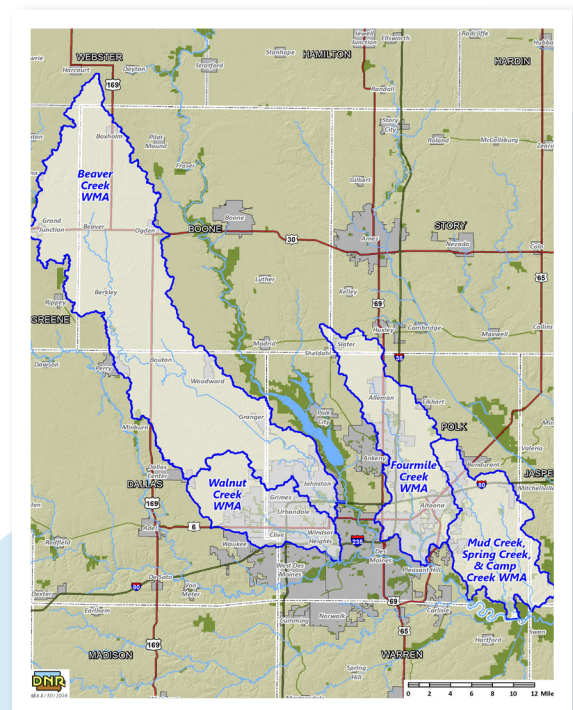 Jewell
Junction
Ellsworth
Radcliffe
WEBSTER
Stanhope
HAMILTON
HARDIN
Harcourt
Dayton
Stratford
169
Randall
Story
City
Boxholm
Pilot
Mound
Roland
McCallsburg
Fraser
Beaver
Creek
WMA
Gilbert
Grand
Junction
Beaver
Ogden
BOONE
Boone
STORY
30
Ames
Nevada
Colo
65
Luther
Kelley
Berkley
Rippey
69
GREENE
Huxley
Cambridge
Maxwell
Collins
Madrid
Slater
Sheldahl
35
Dawson
Perry
Bouton
Woodward
Alleman
Elkhart
Granger
Polk
City
POLK
Minburn
Valeria
Ankeny
Fourmile
Creek
WMA
Bondurant
JASPE
Dallas
Center
DALLAS
Walnut
Creek
WMA
Johnston
Grimes
80
Mitchellville
169
Urbandale
Altoona
6
Clive
Windsor
Heights
235
Redfield
Adel
Waukee
Des
Moines
Mud Creek,
Spring Creek,
& Camp
Creek WMA
West Des
Moines
Pleasant Hill
De Soto
Van
Meter
Dexter
80
69
Carlisle
Earlham
Cumming
Norwalk
65
Hartford
Swan
169
MADISON
WARREN
Spring
Hill
DNR
0 2 4 6 8 10 12 Mile